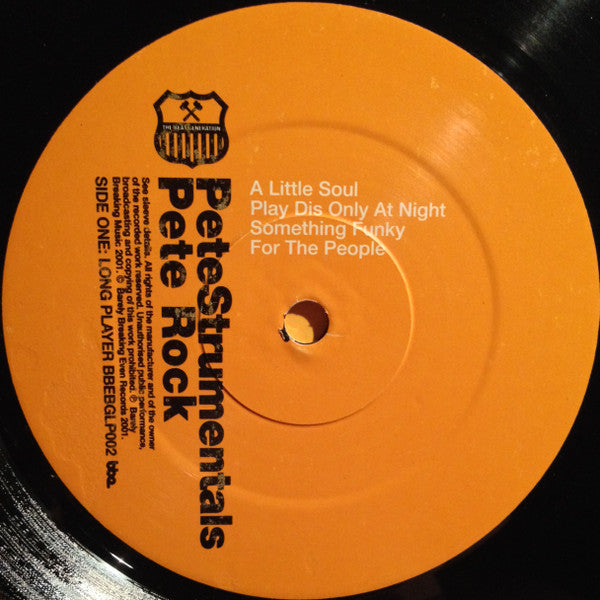 THE BEAT GENERATION
A Little Soul
Play Dis Only At Night
Something Funky
For The People
PeteStrumentals
Pete Rock
See sleeve details. All rights of the manufacturer and of the owner
of the recorded work reserved. Unauthorised public performance,
broadcasting and copying of this work prohibited. ℗ Barely
Breaking Music 2001. © Barely Breaking Even Records 2001.
SIDE ONE: LONG PLAYER BBEBGLP002 bbe.